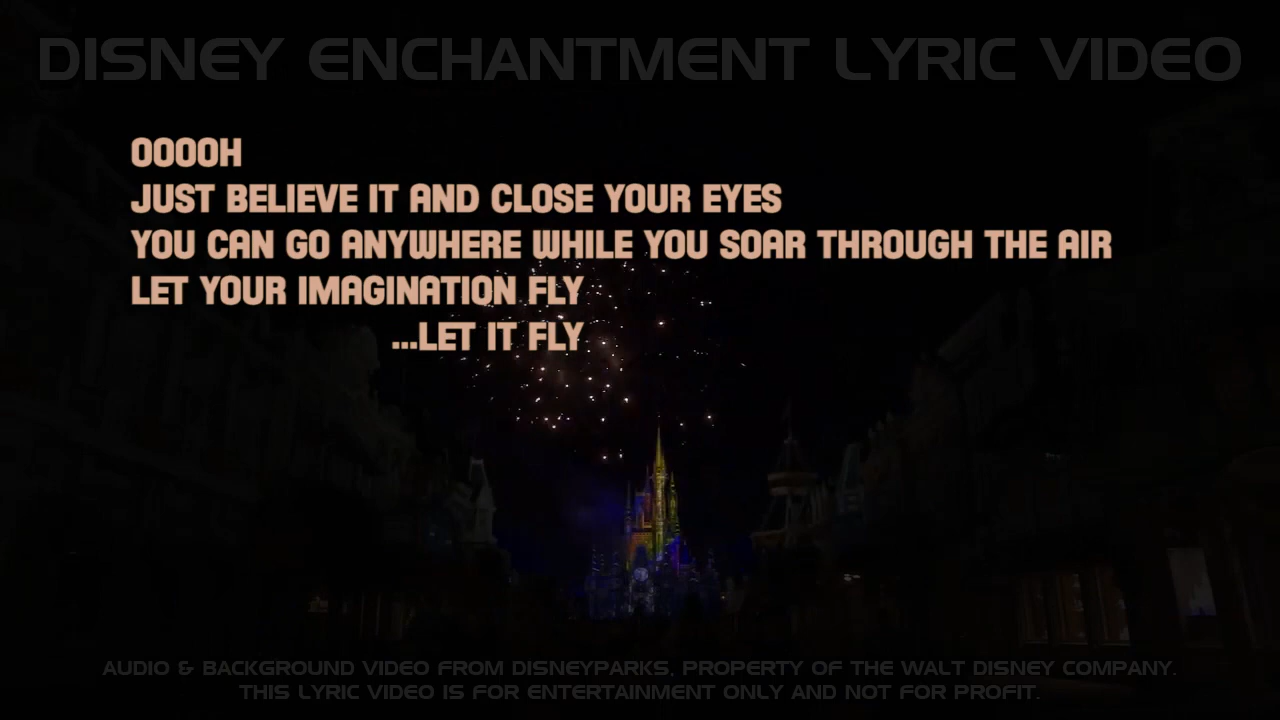 DISNEY ENCHANTMENT LYRIC VIDEO
OOOOH
JUST BELIEVE IT AND CLOSE YOUR EYES
YOU CAN GO ANYWHERE WHILE YOU SOAR THROUGH THE AIR
LET YOUR IMAGINATION FLY
...LET IT FLY
AUDIO & BACKGROUND VIDEO FROM DISNEYPARKS, PROPERTY OF THE WALT DISNEY COMPANY.
THIS LYRIC VIDEO IS FOR ENTERTAINMENT ONLY AND NOT FOR PROFIT.